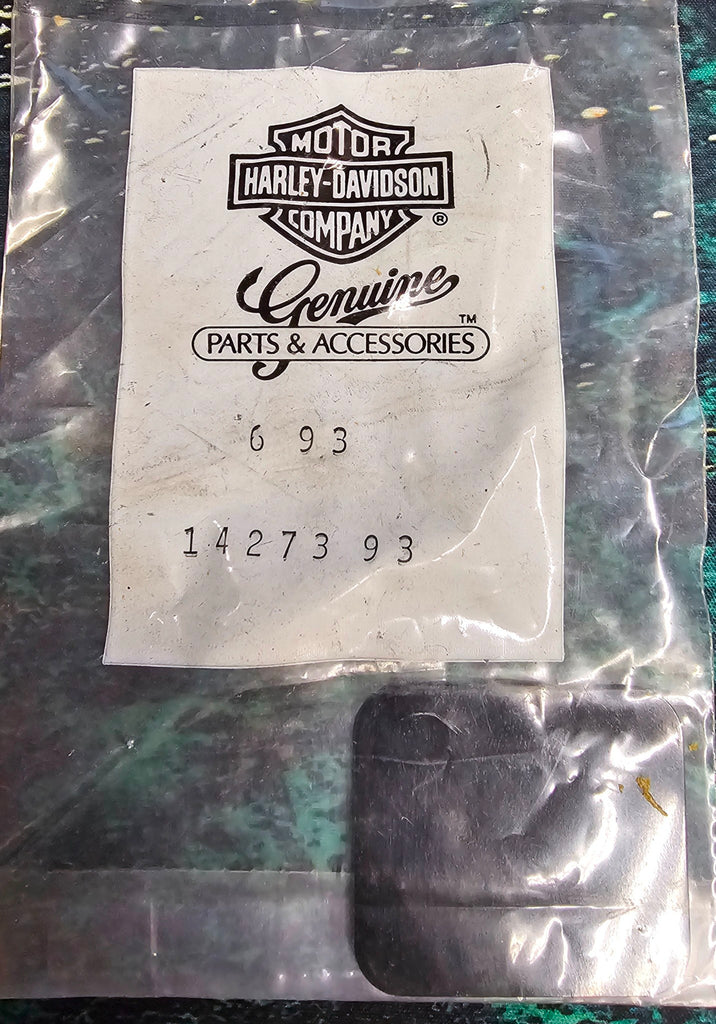 MOTOR
HARLEY-DAVIDSON
COMPANY ®
Genuine ™
PARTS & ACCESSORIES
6 93
14273 93